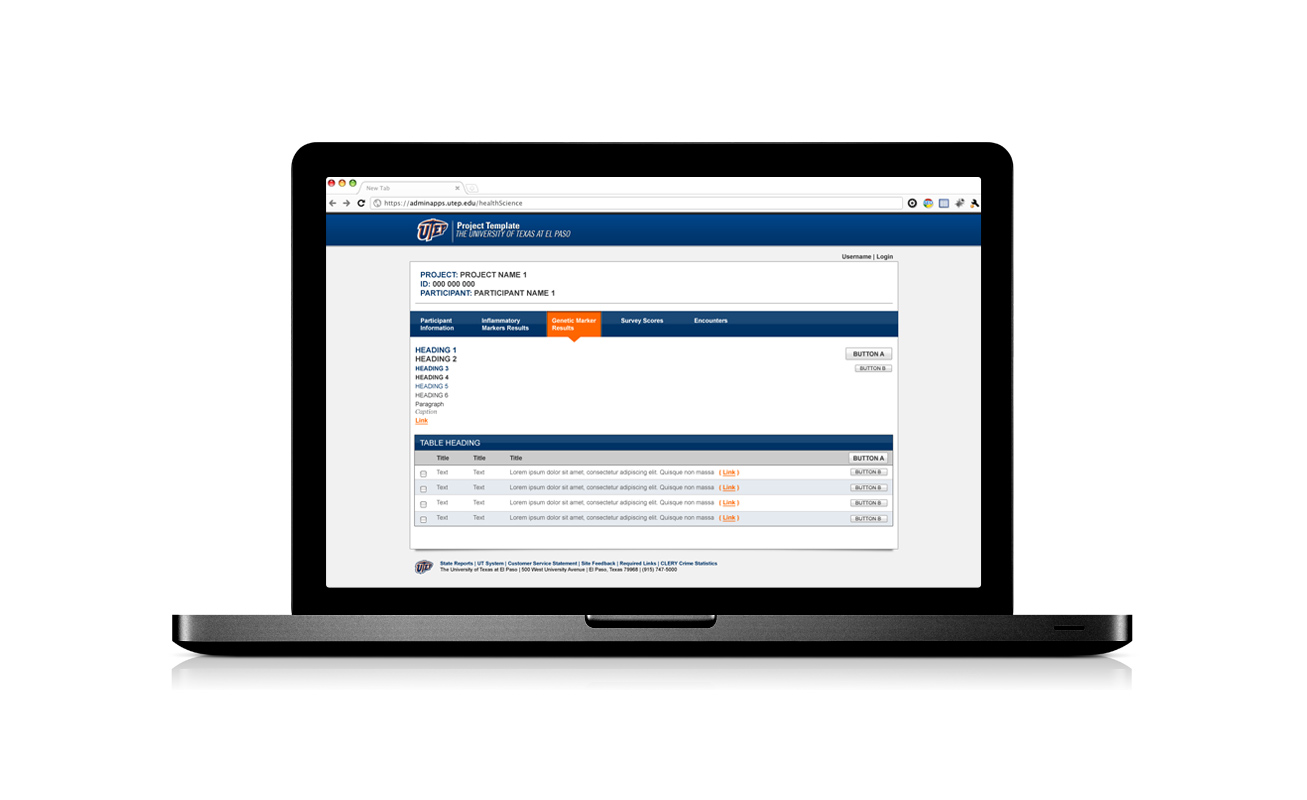 New Tab
https://adminapps.utep.edu/healthScience
UTEP
Project Template
THE UNIVERSITY OF TEXAS AT EL PASO
Username | Login
PROJECT: PROJECT NAME 1
ID: 000 000 000
PARTICIPANT: PARTICIPANT NAME 1
Participant Information
Inflammatory Markers Results
Genetic Marker Results
Survey Scores
Encounters
HEADING 1
HEADING 2
HEADING 3
HEADING 4
HEADING 5
HEADING 6
Paragraph
Caption
Link
BUTTON A
BUTTON B
TABLE HEADING
Title Title Title BUTTON A
Text Text Lorem ipsum dolor sit amet, consectetur adipiscing elit. Quisque non massa ( Link ) BUTTON B
Text Text Lorem ipsum dolor sit amet, consectetur adipiscing elit. Quisque non massa ( Link ) BUTTON B
Text Text Lorem ipsum dolor sit amet, consectetur adipiscing elit. Quisque non massa ( Link ) BUTTON B
Text Text Lorem ipsum dolor sit amet, consectetur adipiscing elit. Quisque non massa ( Link ) BUTTON B
UTEP
State Reports | UT System | Customer Service Statement | Site Feedback | Required Links | CLERY Crime Statistics
The University of Texas at El Paso | 500 West University Avenue | El Paso, Texas 79968 | (915) 747-5000